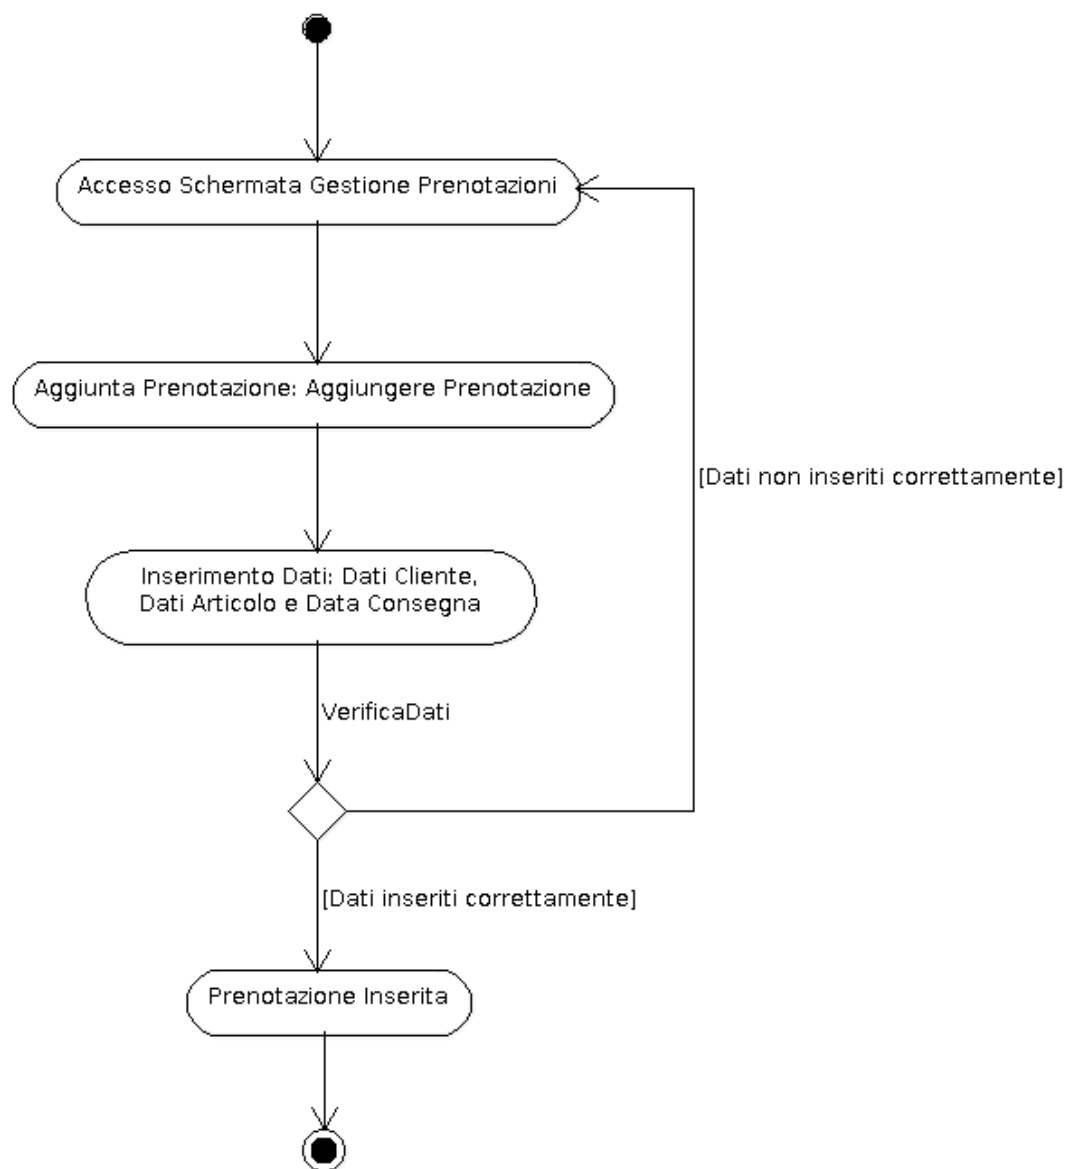 Accesso Schermata Gestione Prenotazioni
Aggiunta Prenotazione: Aggiungere Prenotazione
[Dati non inseriti correttamente]
Inserimento Dati: Dati Cliente,
Dati Articolo e Data Consegna
VerificaDati
[Dati inseriti correttamente]
Prenotazione Inserita